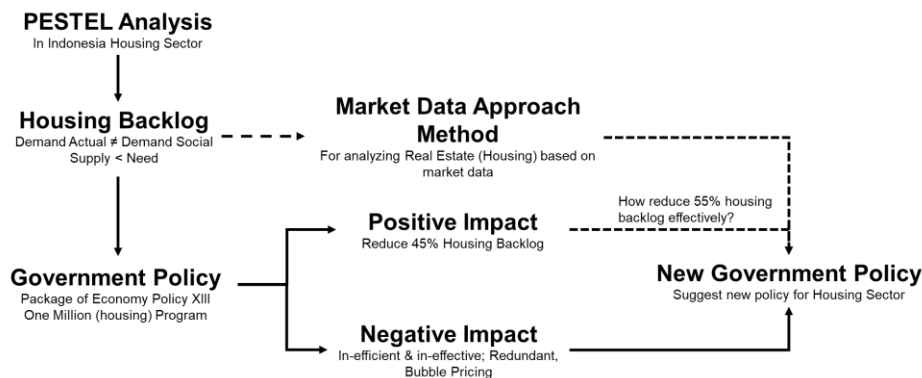 PESTEL Analysis
In Indonesia Housing Sector
Housing Backlog
Demand Actual ≠ Demand Social
Supply < Need
Market Data Approach
Method
For analyzing Real Estate (Housing) based on
market data
How reduce 55% housing
backlog effectively?
Positive Impact
Reduce 45% Housing Backlog
Government Policy
Package of Economy Policy XIII
One Million (housing) Program
New Government Policy
Suggest new policy for Housing Sector
Negative Impact
In-efficient & in-effective; Redundant,
Bubble Pricing